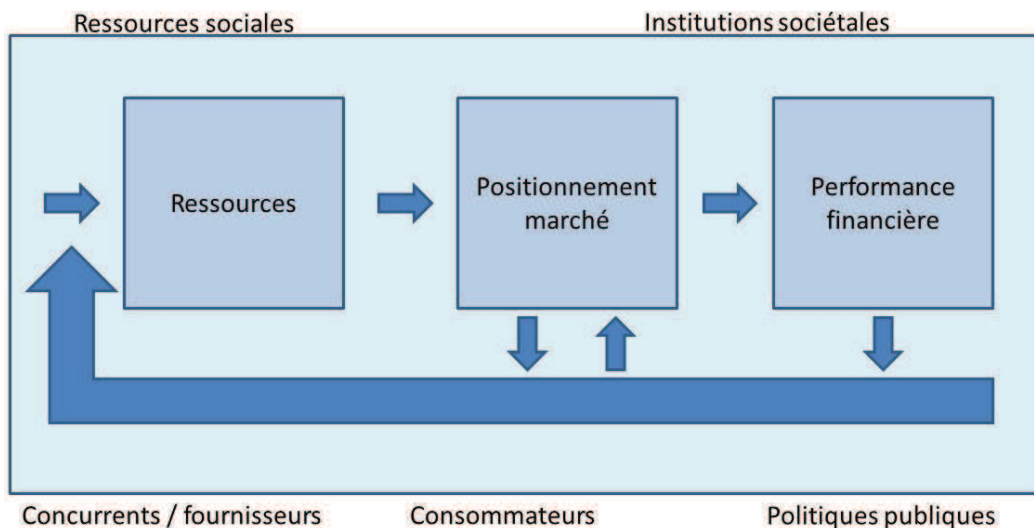 Ressources sociales
Institutions sociétales
Ressources
Positionnement
marché
Performance
financière
Concurrents / fournisseurs
Consommateurs
Politiques publiques